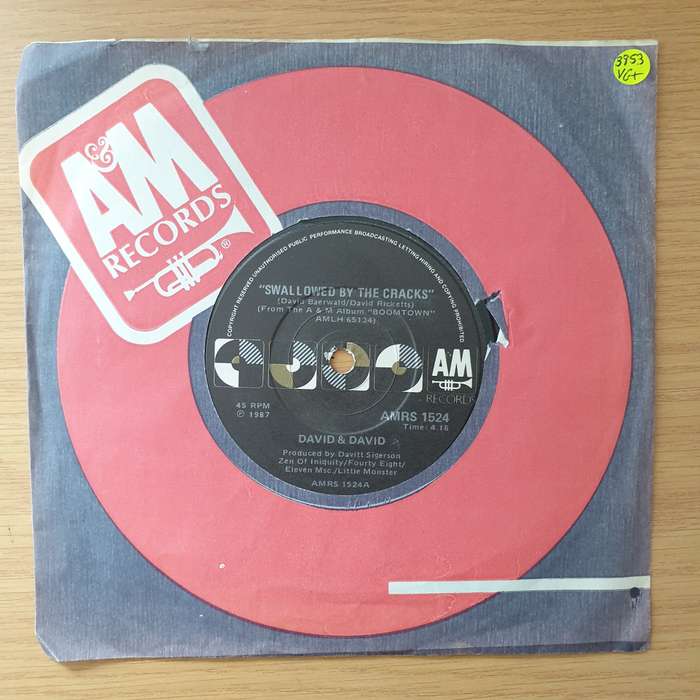 3953
VG+
A&M
RECORDS
®
COPYRIGHT RESERVED UNAUTHORISED PUBLIC PERFORMANCE BROADCASTING LETTING HIRING AND COPYING PROHIBITED
"SWALLOWED BY THE CRACKS"
(David Baerwald/David Ricketts)
(From The A & M Album "BOOMTOWN"
AMLH 65134)
AM
RECORDS
45 RPM
℗ 1987
AMRS 1524
Time: 4.16
DAVID & DAVID
Produced by Davitt Sigerson
Zen Of Iniquity/Fourty Eight/
Eleven Msc./Little Monster
AMRS 1524A